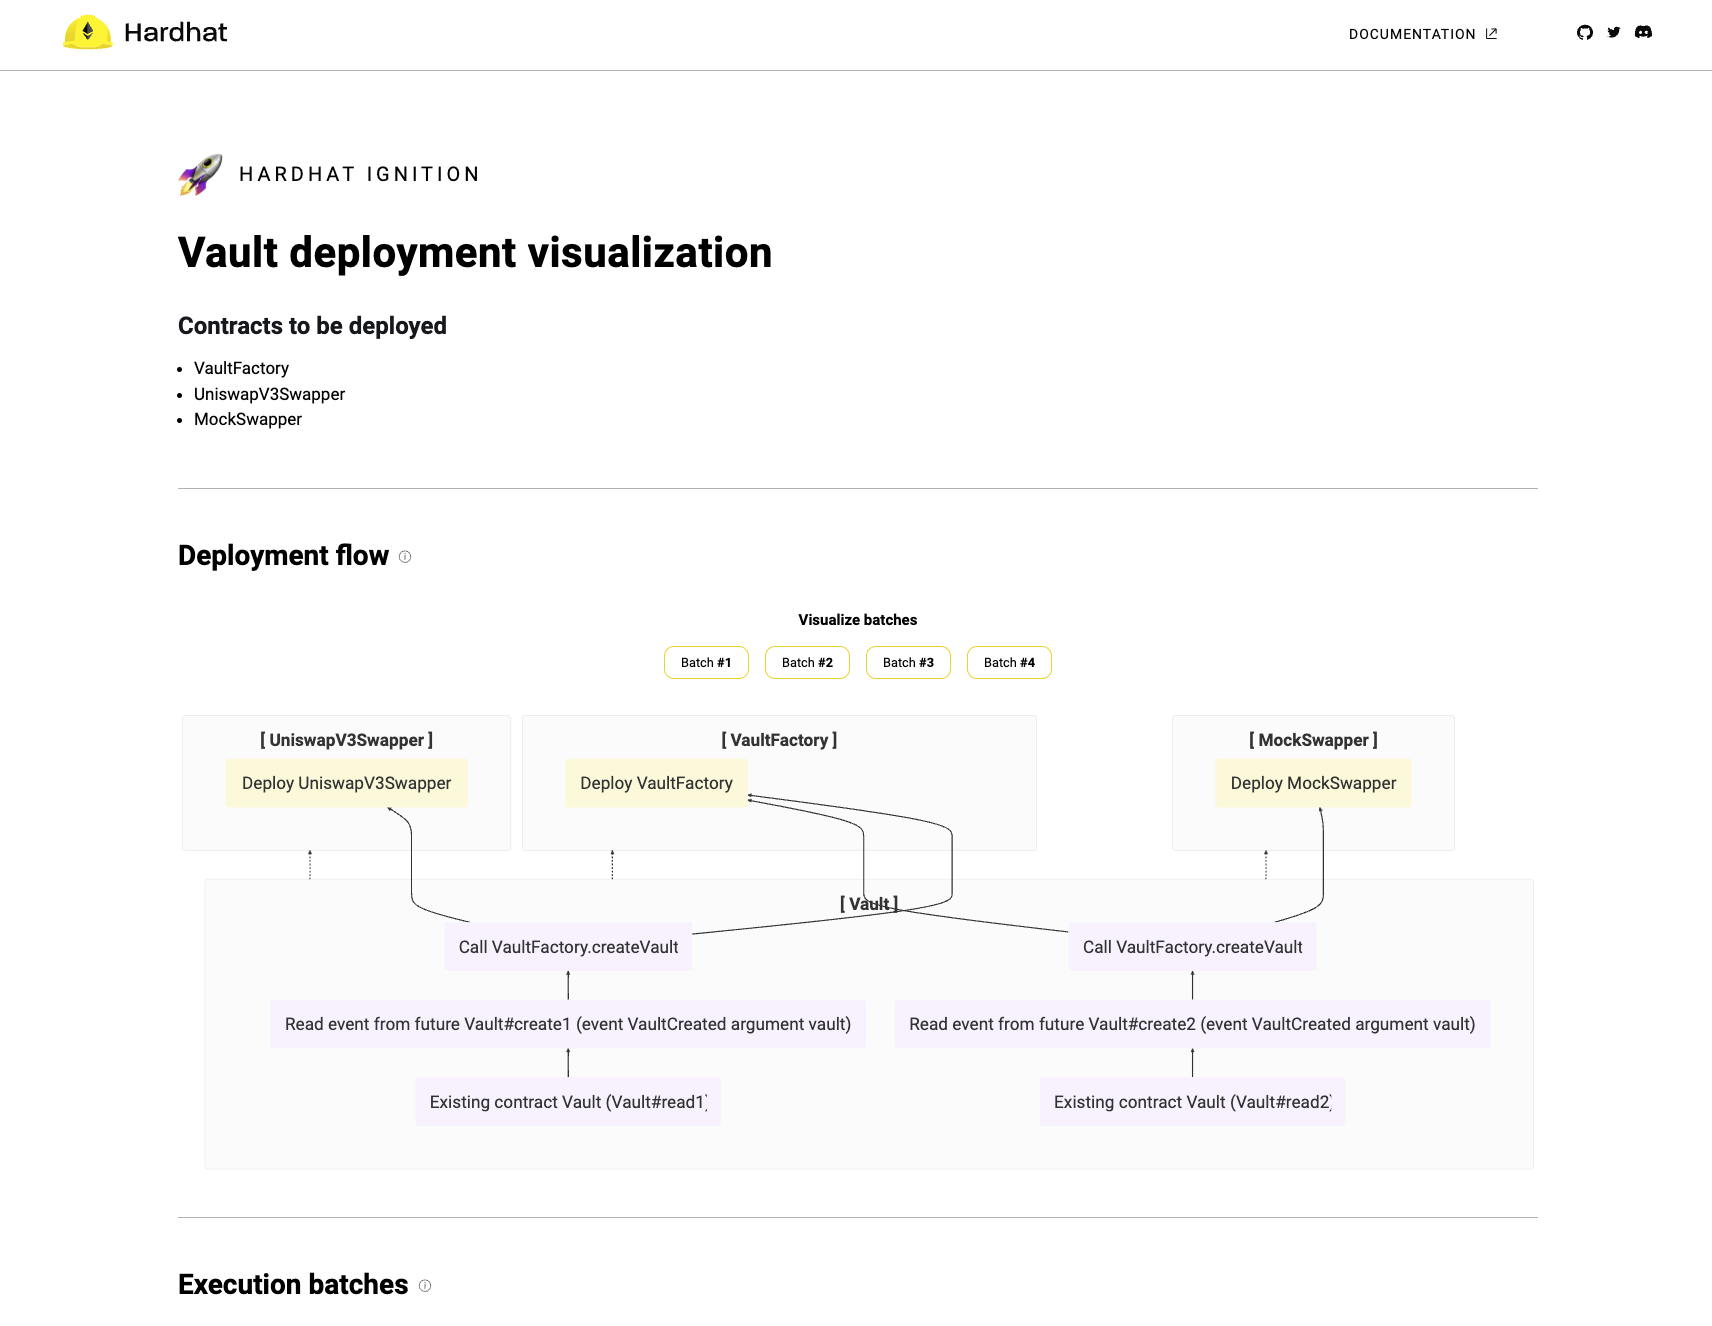 Hardhat
DOCUMENTATION
HARDHAT IGNITION
Vault deployment visualization
Contracts to be deployed
• VaultFactory
• UniswapV3Swapper
• MockSwapper
Deployment flow
Visualize batches
Batch #1
Batch #2
Batch #3
Batch #4
[ UniswapV3Swapper ]
[ VaultFactory ]
[ MockSwapper ]
Deploy UniswapV3Swapper
Deploy VaultFactory
Deploy MockSwapper
[ Vault ]
Call VaultFactory.createVault
Call VaultFactory.createVault
Read event from future Vault#create1 (event VaultCreated argument vault)
Read event from future Vault#create2 (event VaultCreated argument vault)
Existing contract Vault (Vault#read1)
Existing contract Vault (Vault#read2)
Execution batches